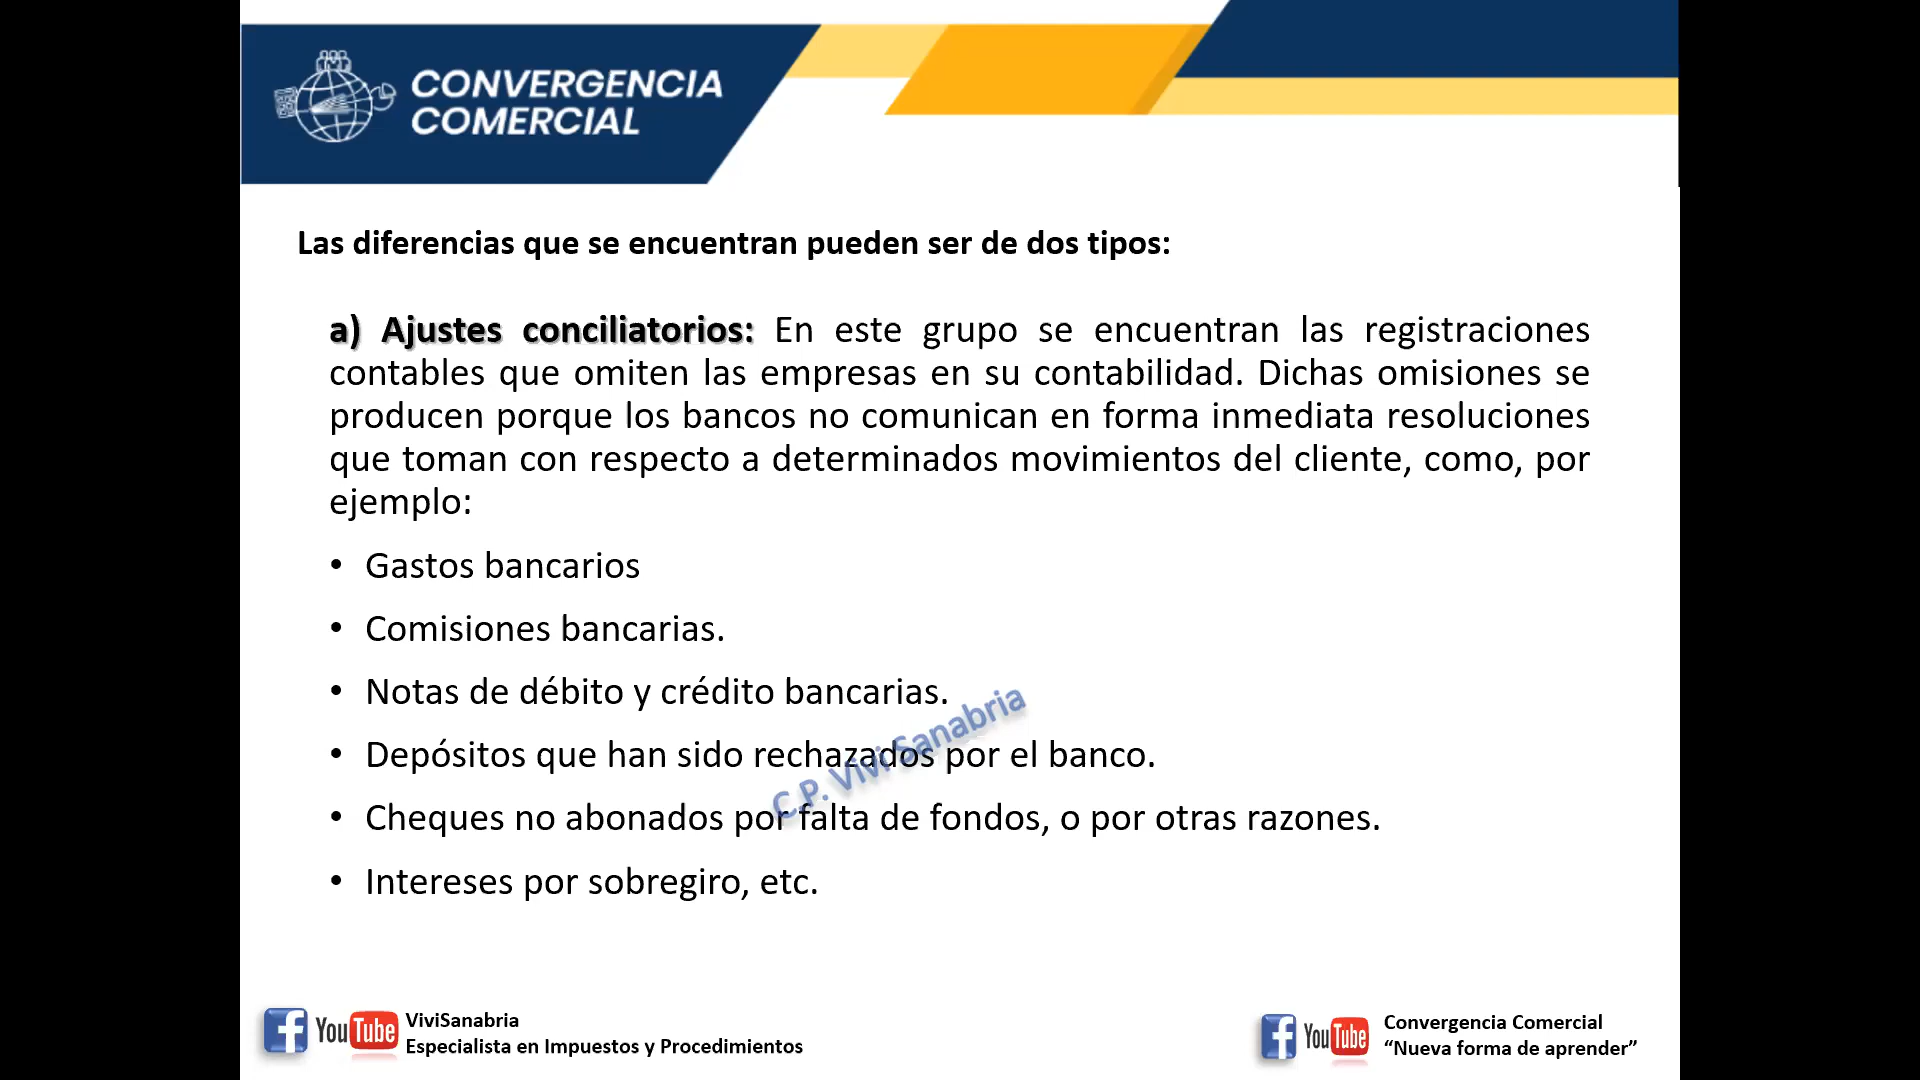 CONVERGENCIA
COMERCIAL
Las diferencias que se encuentran pueden ser de dos tipos:
a) Ajustes conciliatorios: En este grupo se encuentran las registraciones
contables que omiten las empresas en su contabilidad. Dichas omisiones se
producen porque los bancos no comunican en forma inmediata resoluciones
que toman con respecto a determinados movimientos del cliente, como, por
ejemplo:
• Gastos bancarios
• Comisiones bancarias.
• Notas de débito y crédito bancarias.
• Depósitos que han sido rechazados por el banco.
• Cheques no abonados por falta de fondos, o por otras razones.
• Intereses por sobregiro, etc.
C.P. Vivi Sanabria
f YouTube ViviSanabria
Especialista en Impuestos y Procedimientos
f YouTube Convergencia Comercial
“Nueva forma de aprender”